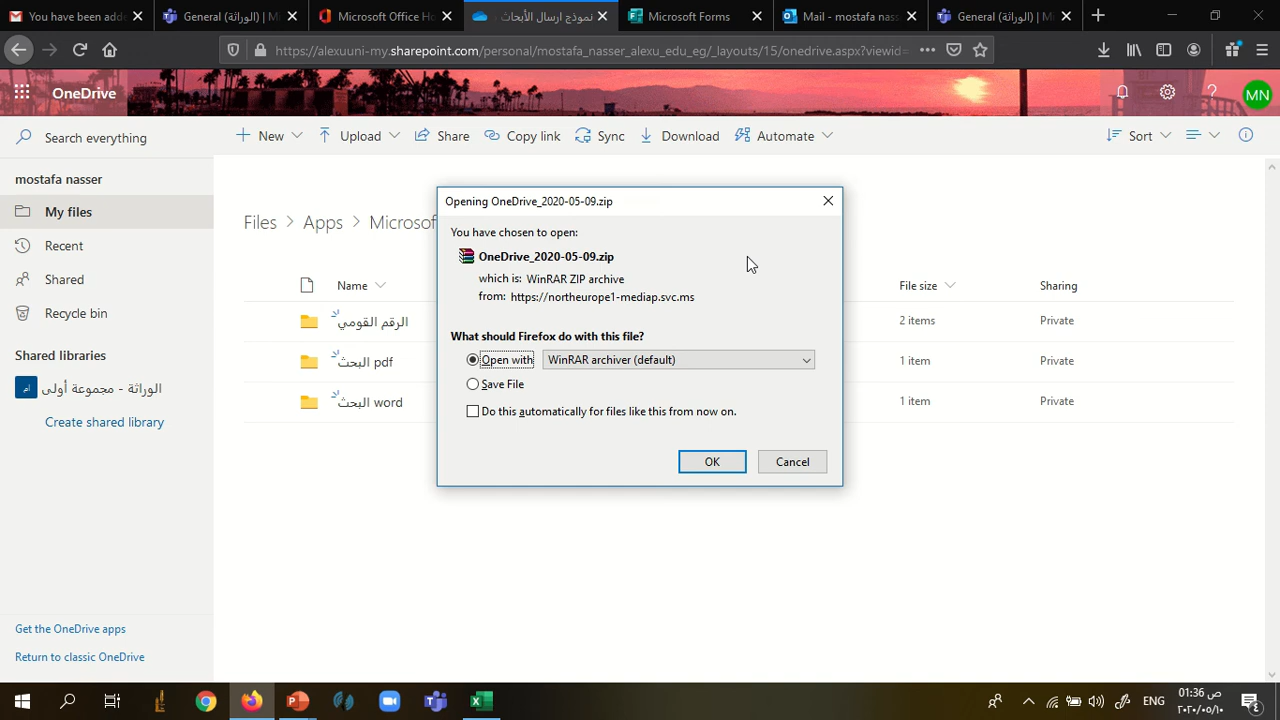 You have been adde
General (الوراثة) | Mi
Microsoft Office Ho
نموذج ارسال الأبحاث
Microsoft Forms
Mail - mostafa nasse
General (الوراثة) | Mi
https://alexuuni-my.sharepoint.com/personal/mostafa_nasser_alexu_edu_eg/_layouts/15/onedrive.aspx?viewid=
OneDrive
MN
Search everything
New
Upload
Share
Copy link
Sync
Download
Automate
Sort
mostafa nasser
My files
Recent
Shared
Recycle bin
Shared libraries
ام
الوراثة - مجموعة أولى
Create shared library
Get the OneDrive apps
Return to classic OneDrive
Files > Apps > Microsof
Name
File size
Sharing
الرقم القومي
2 items
Private
البحث pdf
1 item
Private
البحث word
1 item
Private
Opening OneDrive_2020-05-09.zip
You have chosen to open:
OneDrive_2020-05-09.zip
which is: WinRAR ZIP archive
from: https://northeurope1-mediap.svc.ms
What should Firefox do with this file?
Open with
WinRAR archiver (default)
Save File
Do this automatically for files like this from now on.
OK
Cancel
ENG
01:36 ص
٢٠٢٠/٠٥/١٠